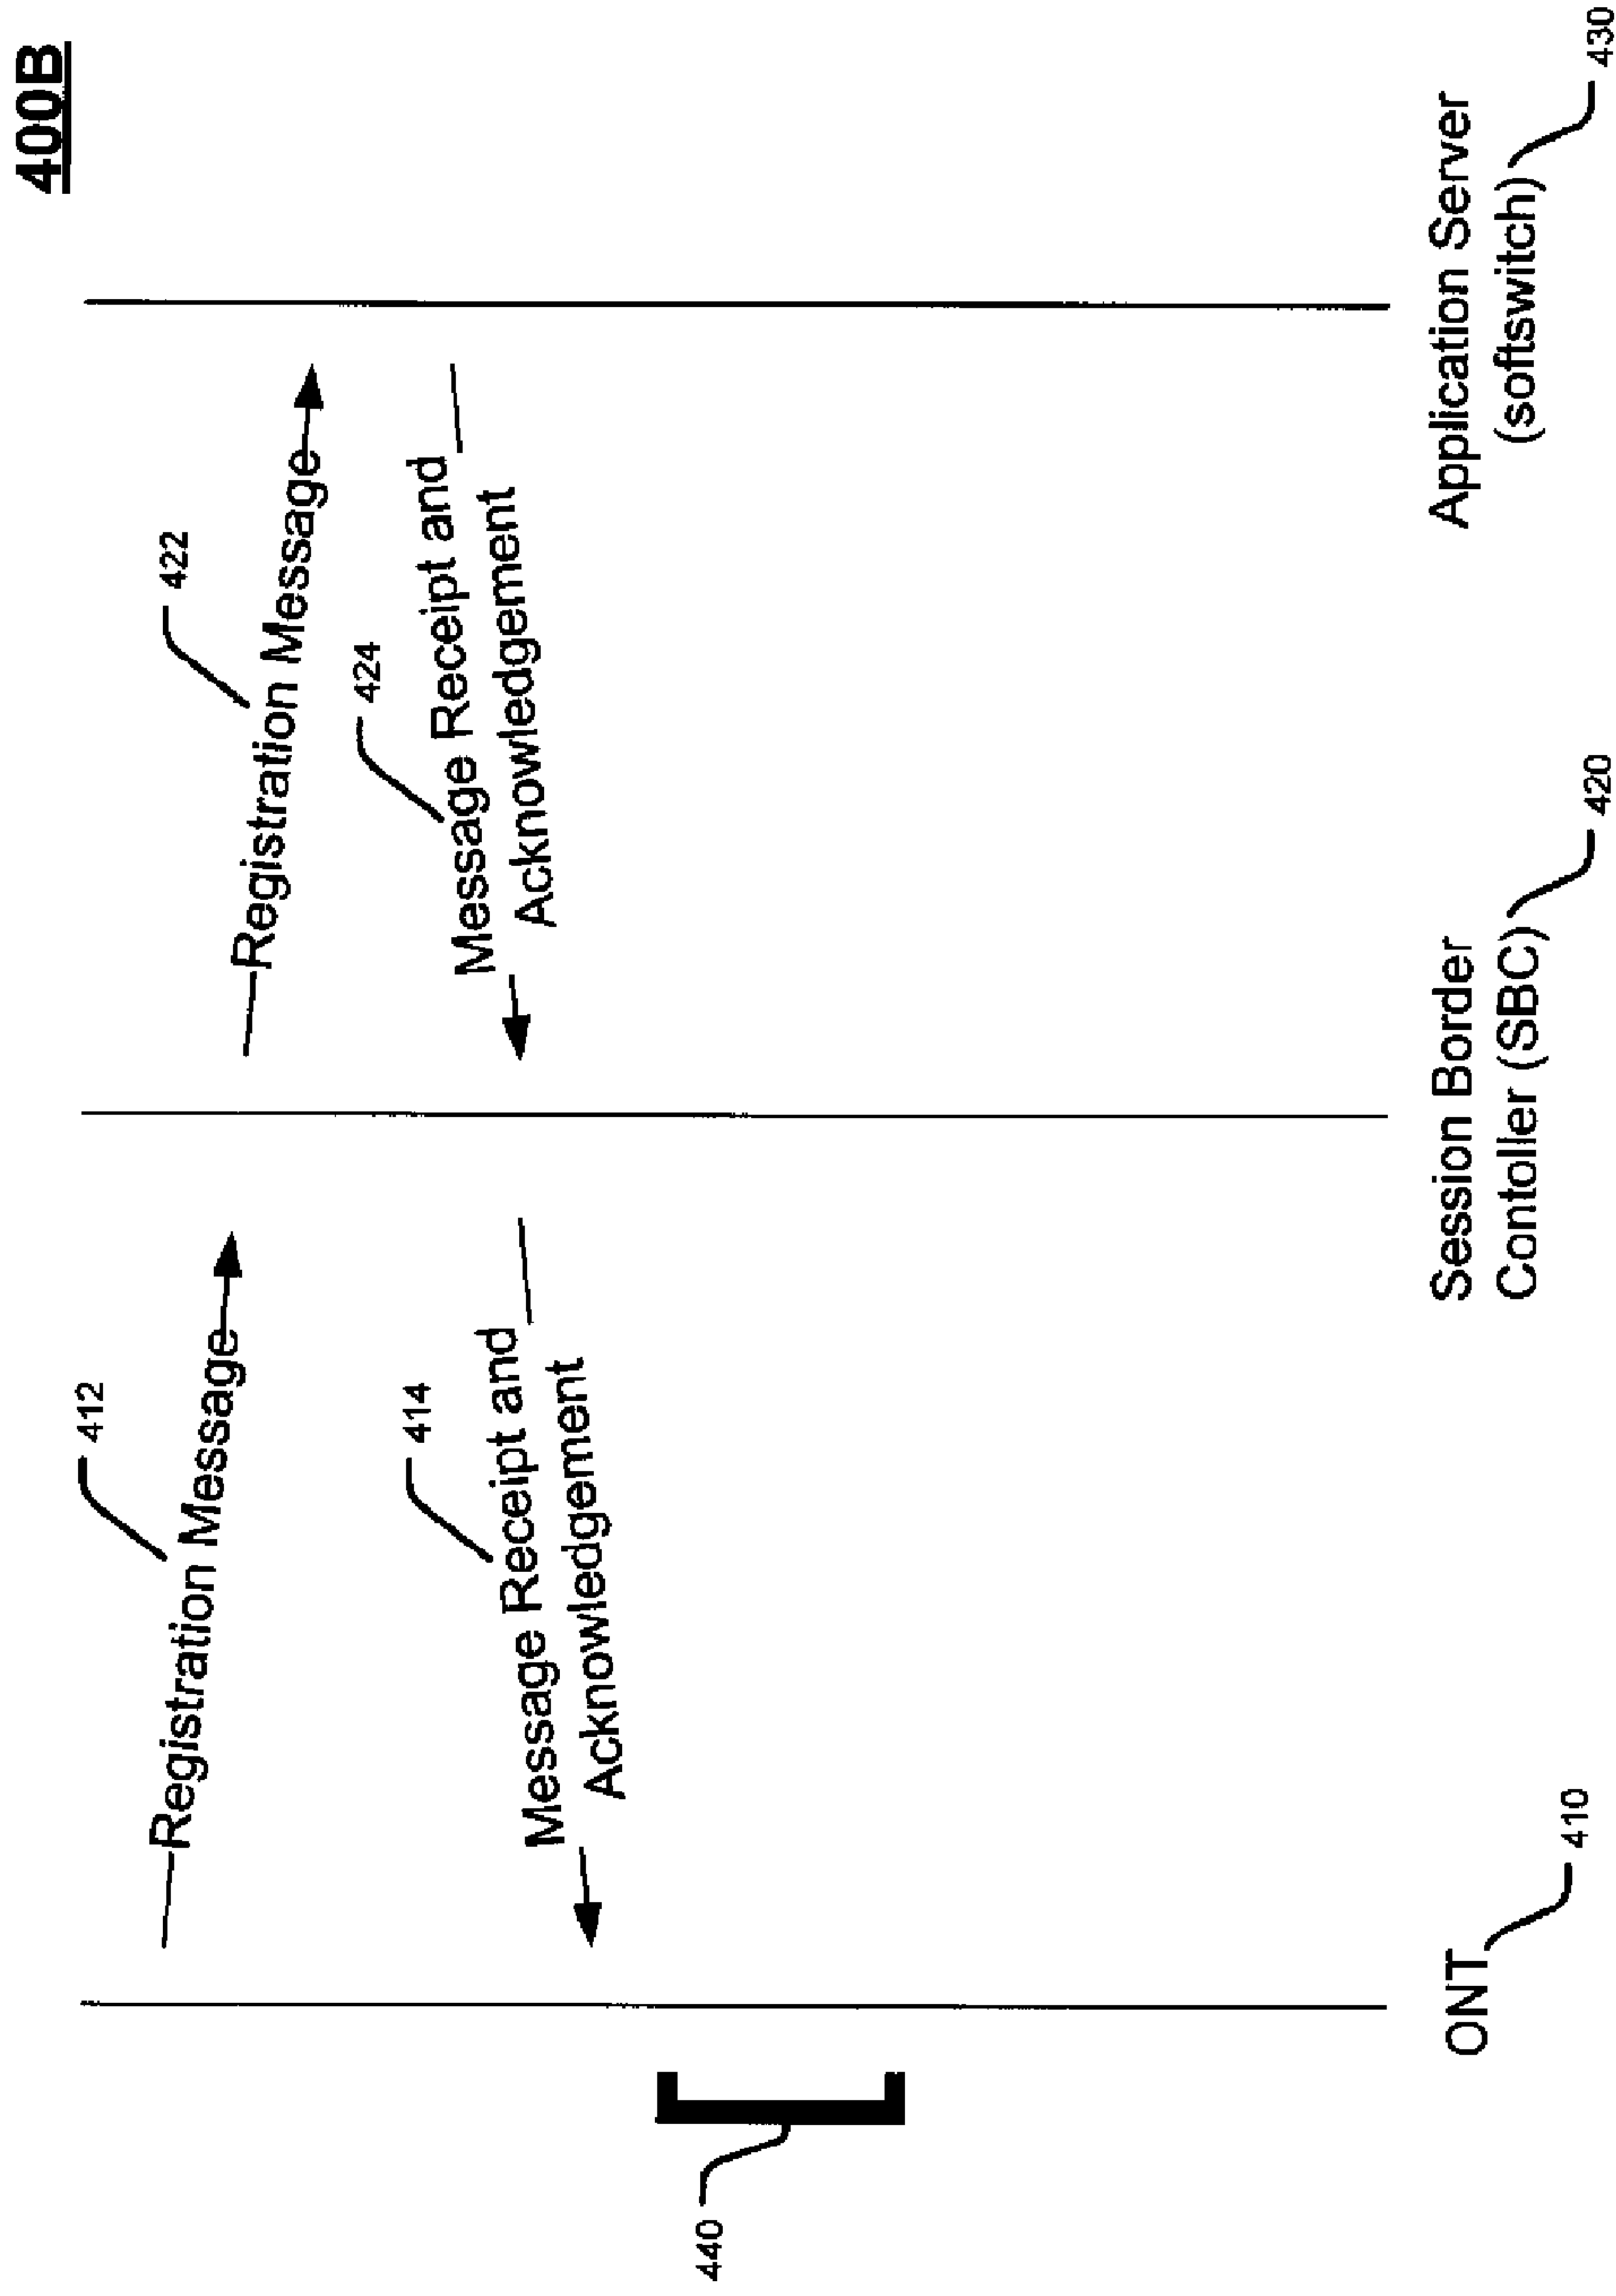 400B
412
Registration Message
422
Registration Message
414
Message Receipt and
Acknowledgement
424
Message Receipt and
Acknowledgement
440
ONT
410
Session Border
Contoller (SBC)
420
Application Server
(softswitch)
430